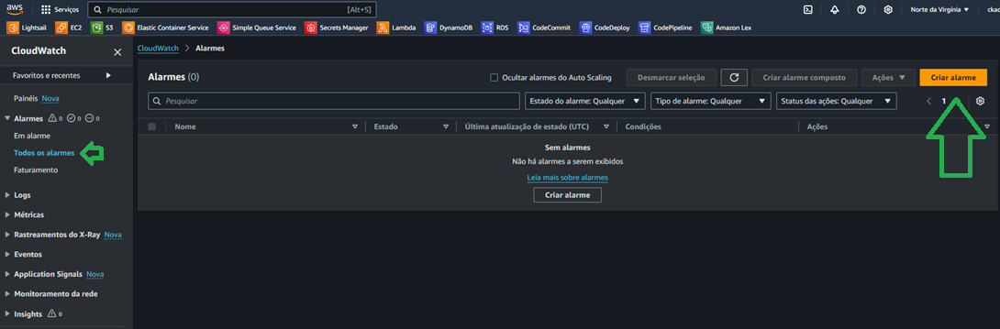 aws Serviços Pesquisar [Alt+S] Norte da Virgínia ckac
Lightsail EC2 S3 Elastic Container Service Simple Queue Service Secrets Manager Lambda DynamoDB RDS CodeCommit CodeDeploy CodePipeline Amazon Lex
CloudWatch
CloudWatch > Alarmes
Favoritos e recentes
Painéis Nova
Alarmes 0 0 0
Em alarme
Todos os alarmes
Faturamento
Logs
Métricas
Rastreamentos do X-Ray Nova
Eventos
Application Signals Nova
Monitoramento da rede
Insights 0
Alarmes (0) Ocultar alarmes do Auto Scaling Desmarcar seleção Criar alarme composto Ações Criar alarme
Pesquisar Estado do alarme: Qualquer Tipo de alarme: Qualquer Status das ações: Qualquer 1
Nome Estado Última atualização de estado (UTC) Condições Ações
Sem alarmes
Não há alarmes a serem exibidos
Leia mais sobre alarmes
Criar alarme